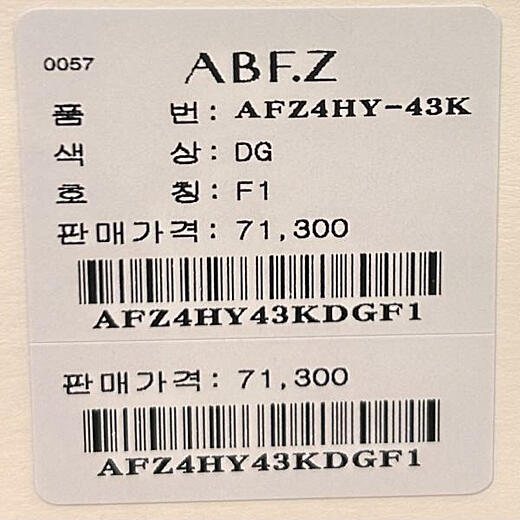 0057 ABF.Z
품 번 : AFZ4HY-43K
색 상 : DG
호 칭 : F1
판매가격 : 71,300
AFZ4HY43KDGF1
판매가격 : 71,300
AFZ4HY43KDGF1